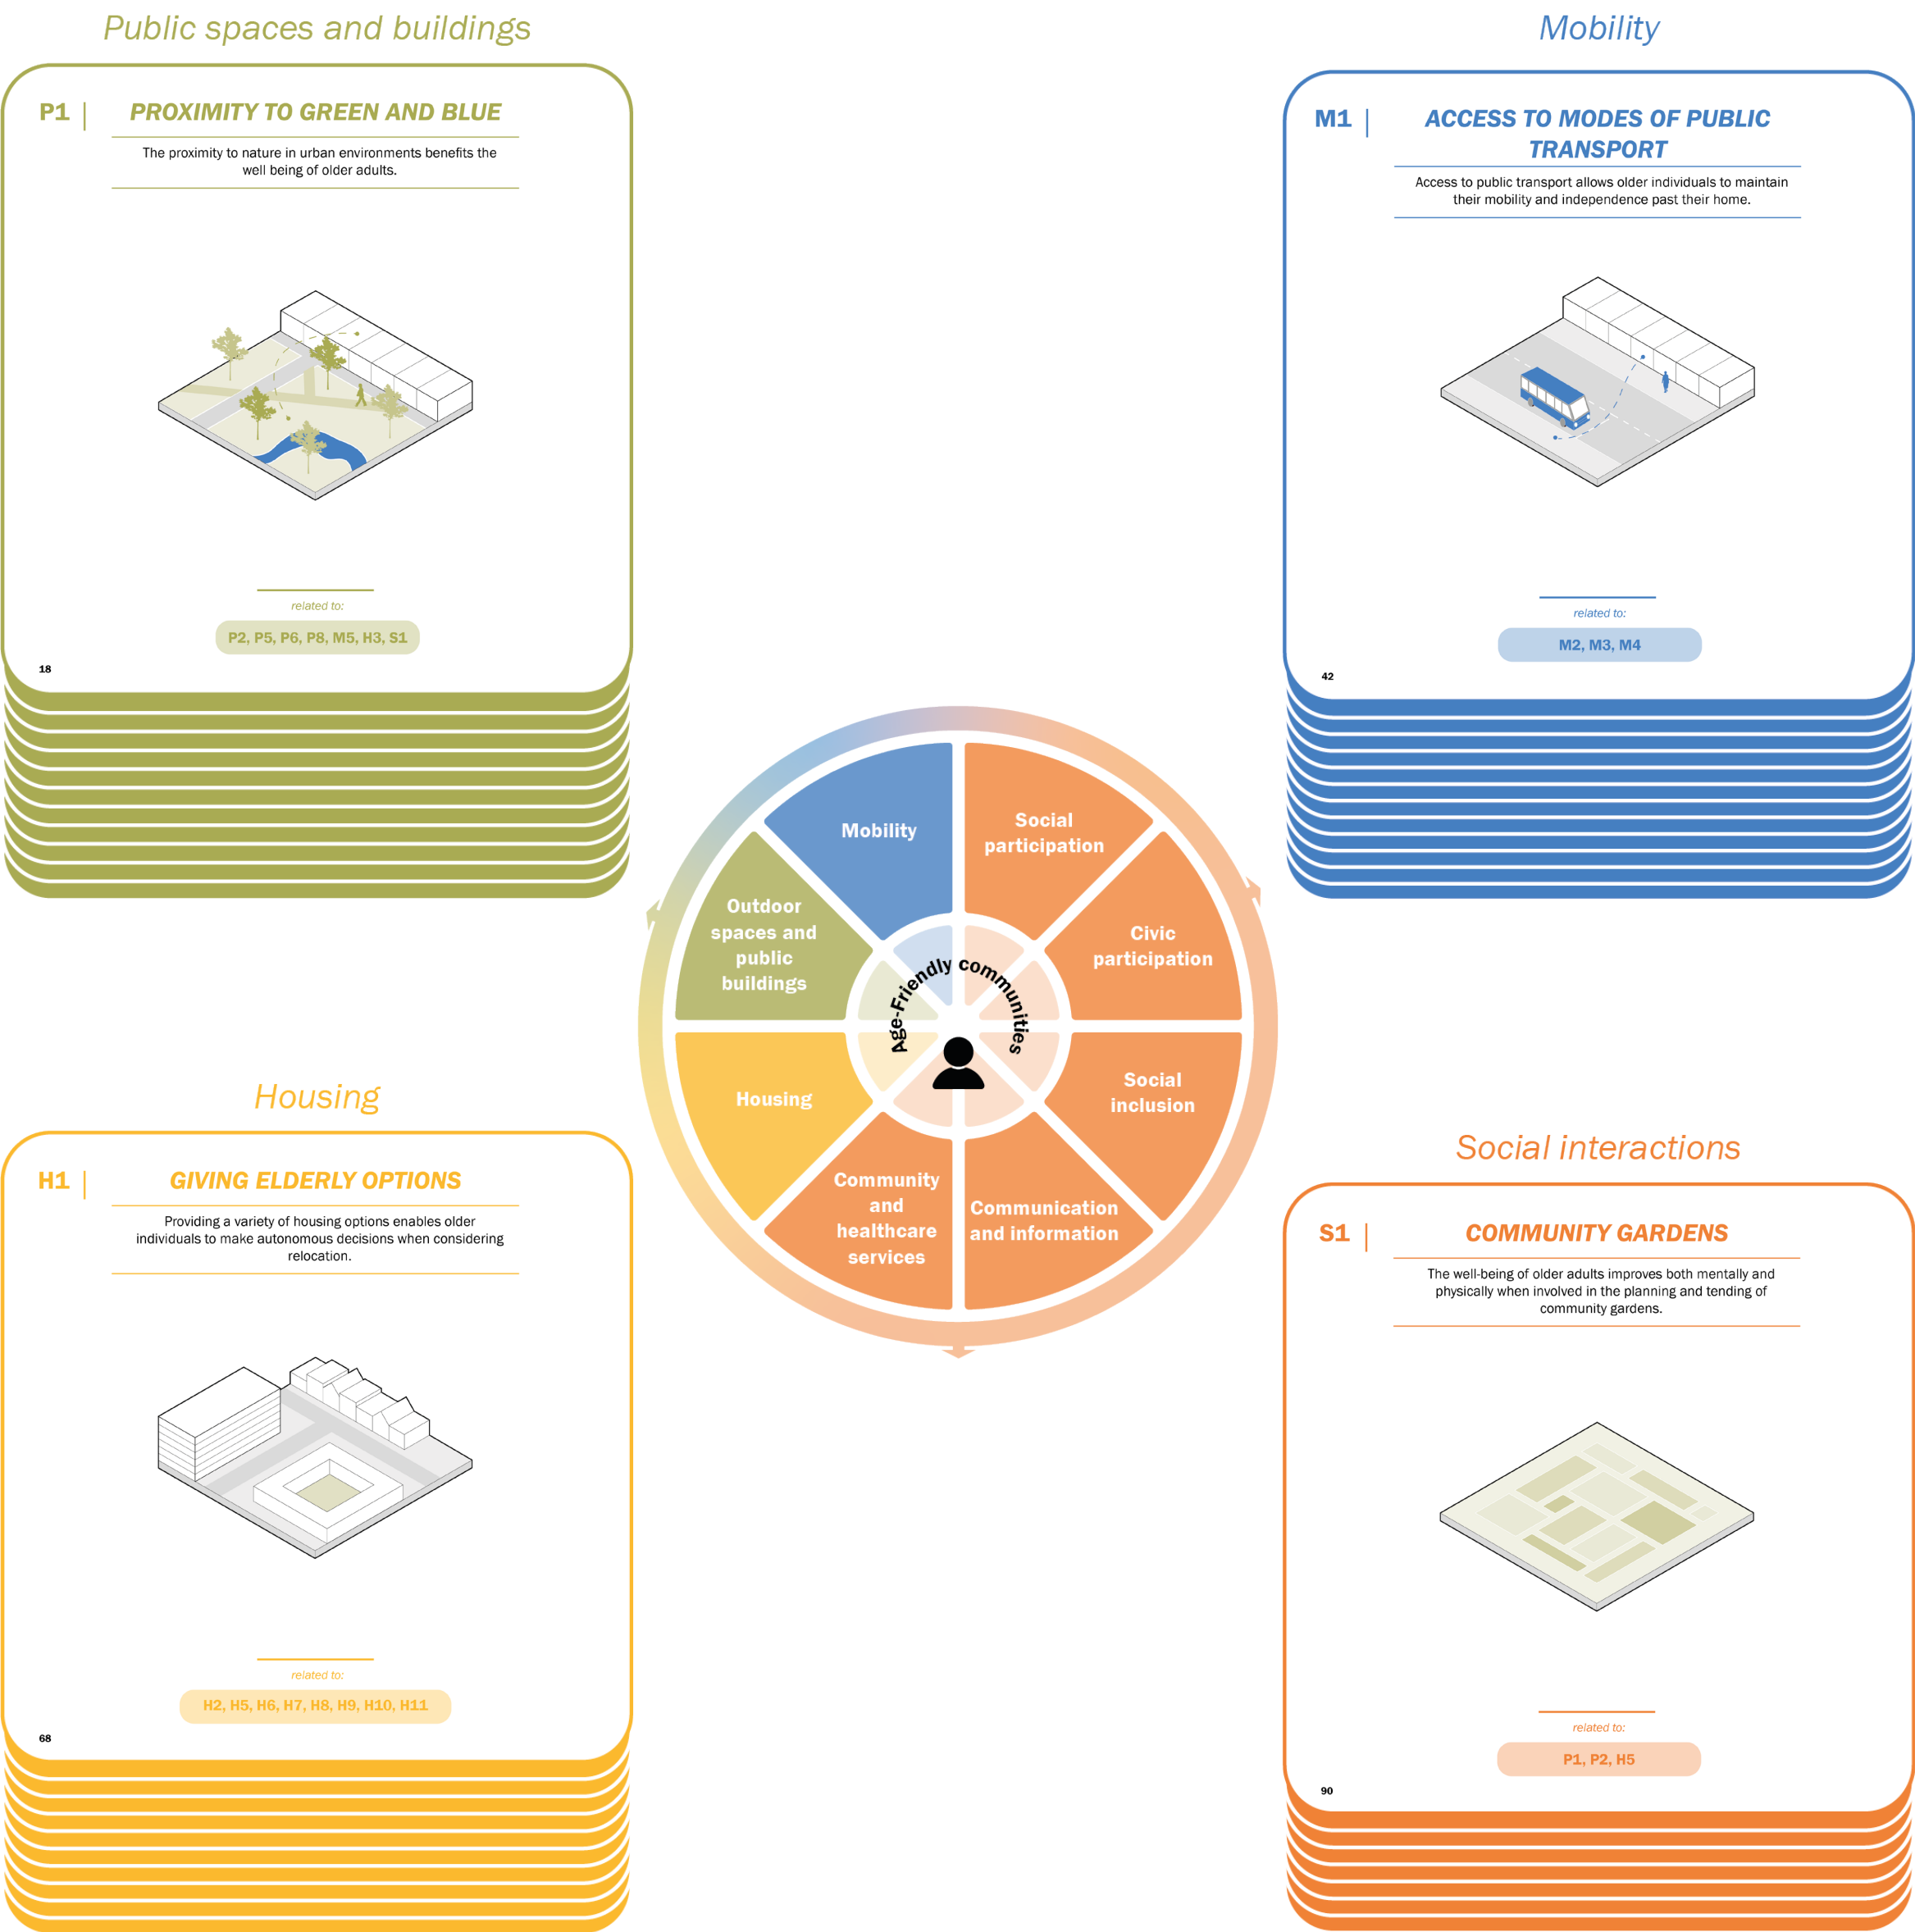 Public spaces and buildings
P1
PROXIMITY TO GREEN AND BLUE
The proximity to nature in urban environments benefits the
well being of older adults.
related to:
P2, P5, P6, P8, M5, H3, S1
18
Mobility
M1
ACCESS TO MODES OF PUBLIC
TRANSPORT
Access to public transport allows older individuals to maintain
their mobility and independence past their home.
related to:
M2, M3, M4
42
Mobility
Social
participation
Civic
participation
Social
inclusion
Communication
and information
Community
and
healthcare
services
Housing
Outdoor
spaces and
public
buildings
Age-Friendly communities
Housing
H1
GIVING ELDERLY OPTIONS
Providing a variety of housing options enables older
individuals to make autonomous decisions when considering
relocation.
related to:
H2, H5, H6, H7, H8, H9, H10, H11
68
Social interactions
S1
COMMUNITY GARDENS
The well-being of older adults improves both mentally and
physically when involved in the planning and tending of
community gardens.
related to:
P1, P2, H5
90